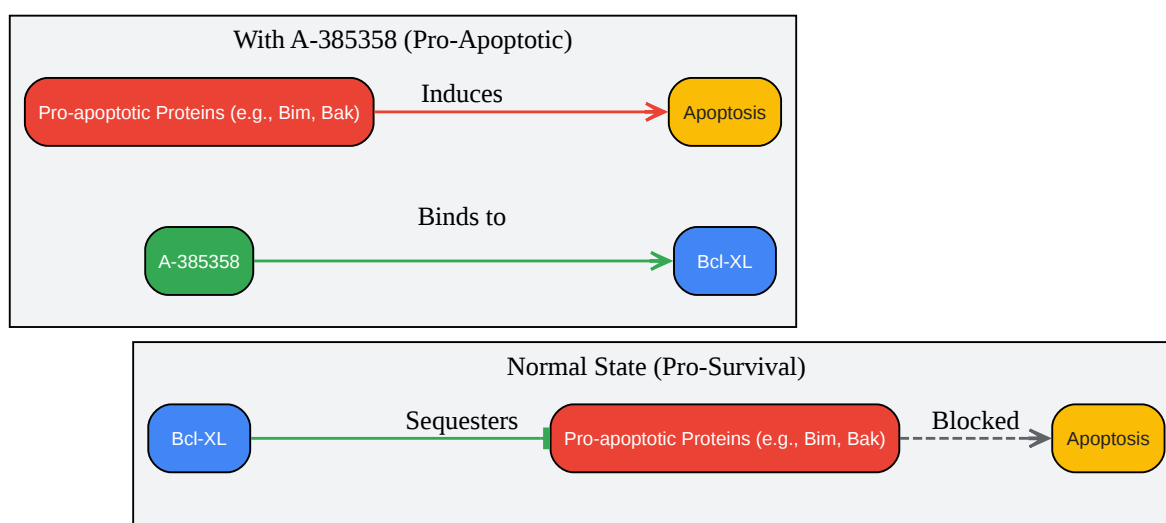 With A-385358 (Pro-Apoptotic)
Pro-apoptotic Proteins (e.g., Bim, Bak)
Induces
Apoptosis
A-385358
Binds to
Bcl-XL
Normal State (Pro-Survival)
Bcl-XL
Sequesters
Pro-apoptotic Proteins (e.g., Bim, Bak)
Blocked
Apoptosis